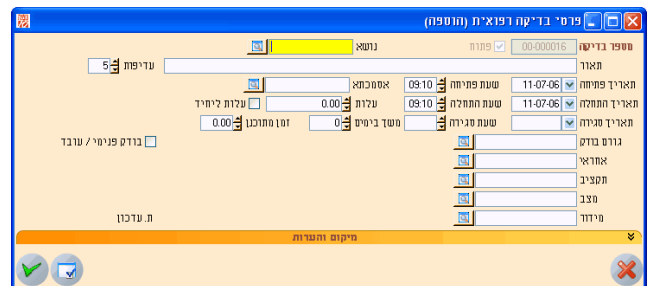 פרטי בדיקה רפואית (הוספה)
מספר בדיקה 00-000016 פתוח נושא
תאור עדיפות 5
תאריך פתיחה 11-07-06 שעת פתיחה 09:10 אסמכתא
תאריך התחלה 11-07-06 שעת התחלה 09:10 עלות 0.00 עלות ליחיד
תאריך סגירה שעת סגירה משך בימים 0 זמן מתוכנן 0.00
גורם בודק בודק פנימי / עובד
אחראי
תקציב
מצב
מידור ת. עדכון
מיקום והערות